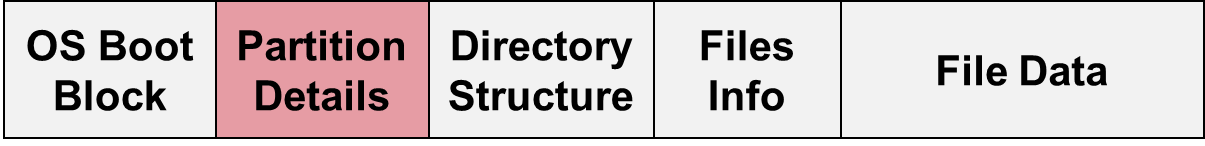 OS Boot
Block
Partition
Details
Directory
Structure
Files
Info
File Data